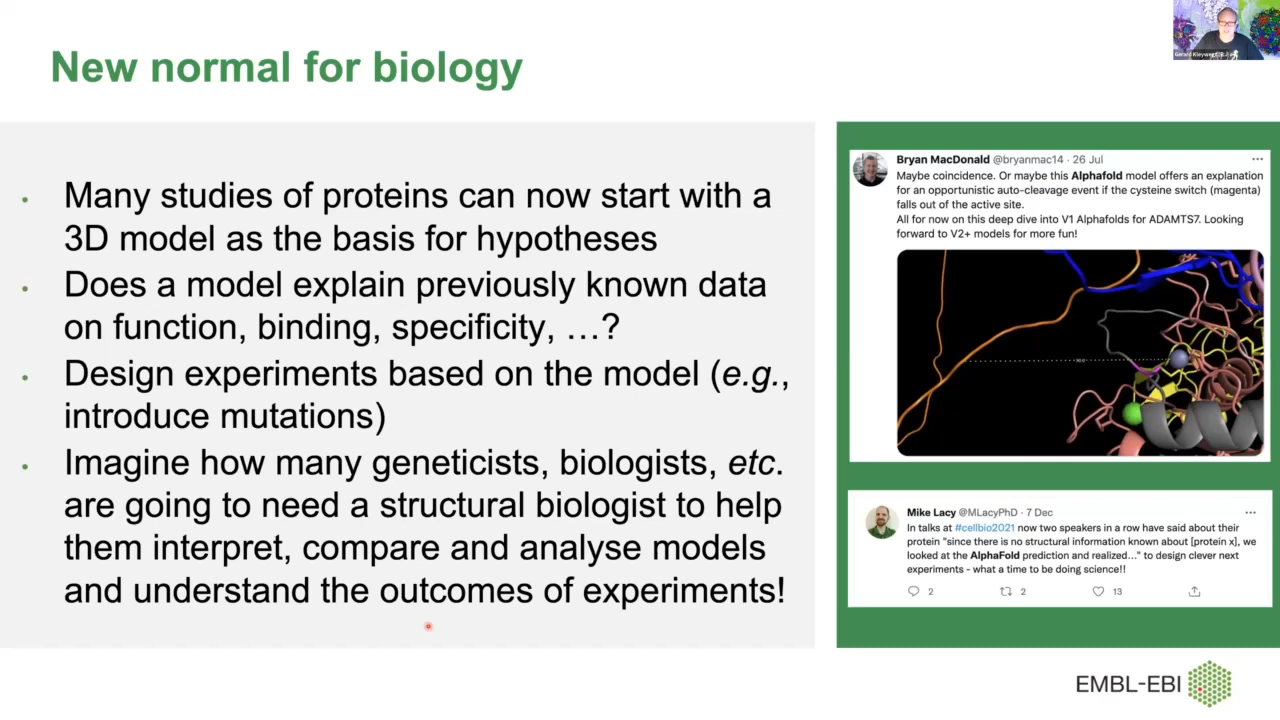 New normal for biology
Many studies of proteins can now start with a
3D model as the basis for hypotheses
Does a model explain previously known data
on function, binding, specificity, …?
Design experiments based on the model (e.g.,
introduce mutations)
Imagine how many geneticists, biologists, etc.
are going to need a structural biologist to help
them interpret, compare and analyse models
and understand the outcomes of experiments!
Bryan MacDonald @bryanmac14 · 26 Jul
Maybe coincidence. Or maybe this Alphafold model offers an explanation
for an opportunistic auto-cleavage event if the cysteine switch (magenta)
falls out of the active site.
All for now on this deep dive into V1 Alphafolds for ADAMTS7. Looking
forward to V2+ models for more fun!
Mike Lacy @MLacyPhD · 7 Dec
In talks at #cellbio2021 now two speakers in a row have said about their
protein "since there is no structural information known about [protein x], we
looked at the AlphaFold prediction and realized..." to design clever next
experiments - what a time to be doing science!!
2 2 13
EMBL-EBI